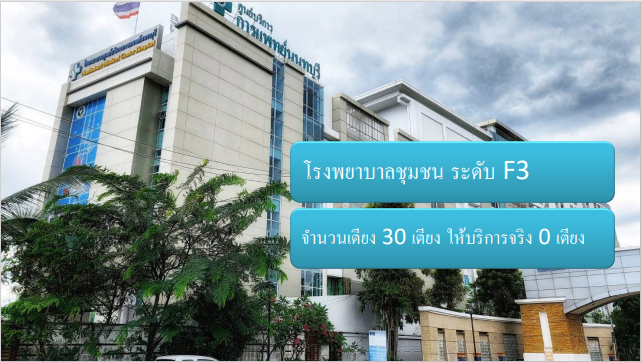 ศูนย์บริการ
การแพทย์นนทบุรี
โรงพยาบาลชุมชน ระดับ F3
จำนวนเตียง 30 เตียง ให้บริการจริง 0 เตียง